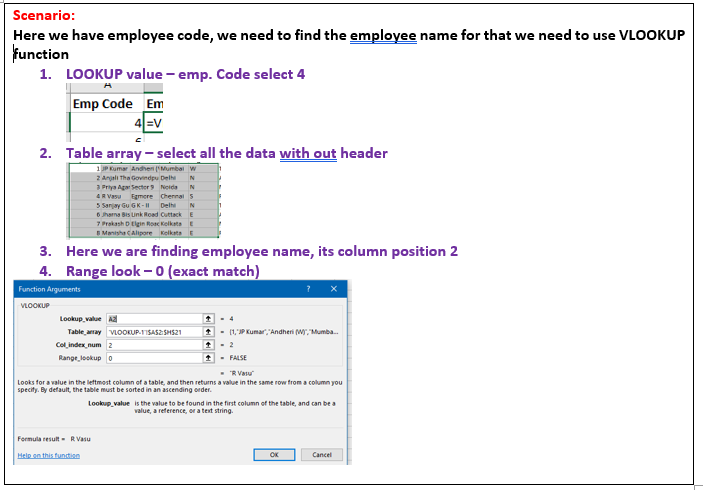 Scenario:
Here we have employee code, we need to find the employee name for that we need to use VLOOKUP
function
1. LOOKUP value – emp. Code select 4
A
Emp Code Em
4 =V
2. Table array – select all the data with out header
1 JP Kumar Andheri (W Mumbai W
2 Anjali Tha Govindpu Delhi N
3 Priya Agar Sector 9 Noida N
4 R Vasu Egmore Chennai S
5 Sanjay Gu GK - II Delhi N
6 Jharna Bis Link Road Cuttack E
7 Prakash D Elgin Road Kolkata E
8 Manisha C Alipore Kolkata E
3. Here we are finding employee name, its column position 2
4. Range look – 0 (exact match)
Function Arguments ? X
VLOOKUP
Lookup_value A2 = 4
Table_array 'VLOOKUP-1'!$A$2:$H$21 = {1,"JP Kumar","Andheri (W)","Mumba...
Col_index_num 2 = 2
Range_lookup 0 = FALSE
= "R Vasu"
Looks for a value in the leftmost column of a table, and then returns a value in the same row from a column you
specify. By default, the table must be sorted in an ascending order.
Lookup_value is the value to be found in the first column of the table, and can be a
value, a reference, or a text string.
Formula result = R Vasu
Help on this function OK Cancel